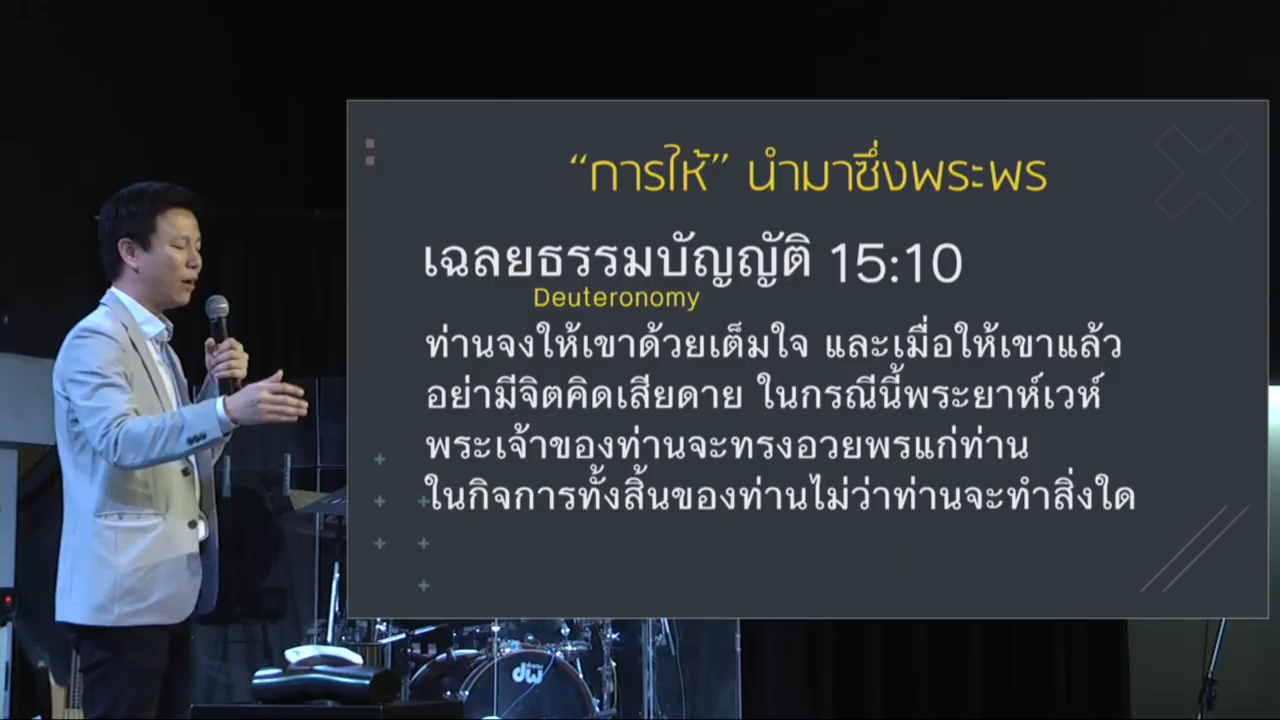 “การให้” นำมาซึ่งพระพร
เฉลยธรรมบัญญัติ 15:10
Deuteronomy
ท่านจงให้เขาด้วยเต็มใจ และเมื่อให้เขาแล้ว
อย่ามีจิตคิดเสียดาย ในกรณีนี้พระยาห์เวห์
พระเจ้าของท่านจะทรงอวยพรแก่ท่าน
ในกิจการทั้งสิ้นของท่านไม่ว่าท่านจะทำสิ่งใด
dw